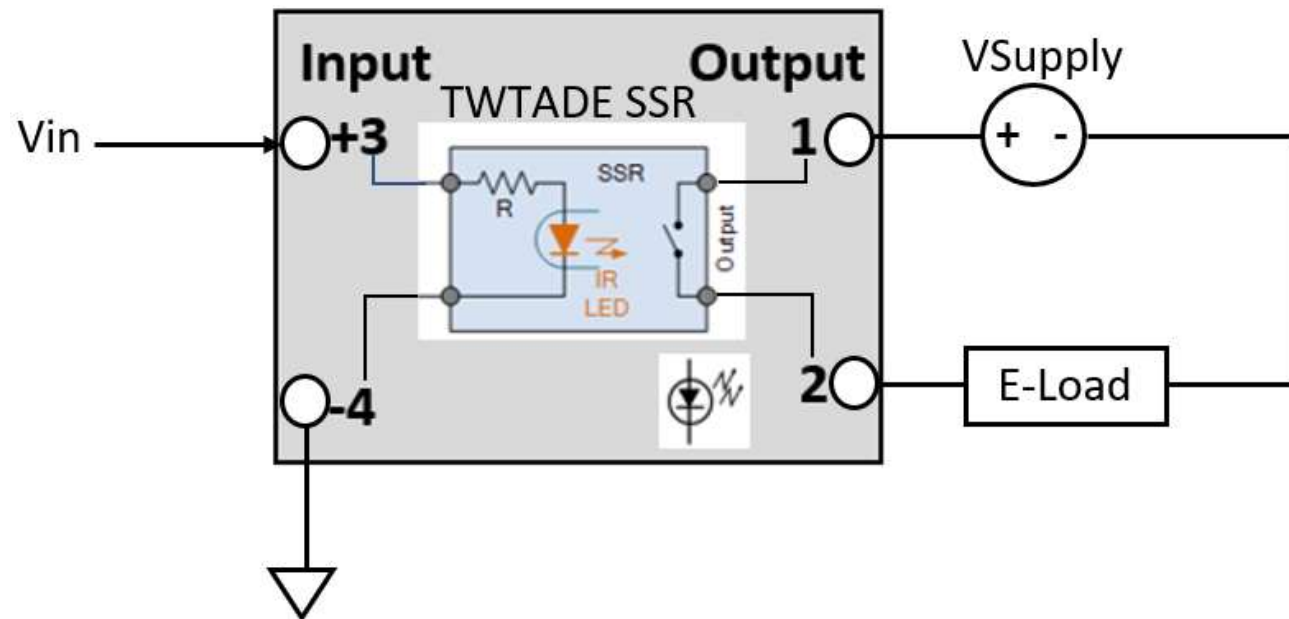 Input
Output
TWTADE SSR
VSupply
Vin
+3
1
+ -
SSR
R
Output
IR
LED
-4
2
E-Load